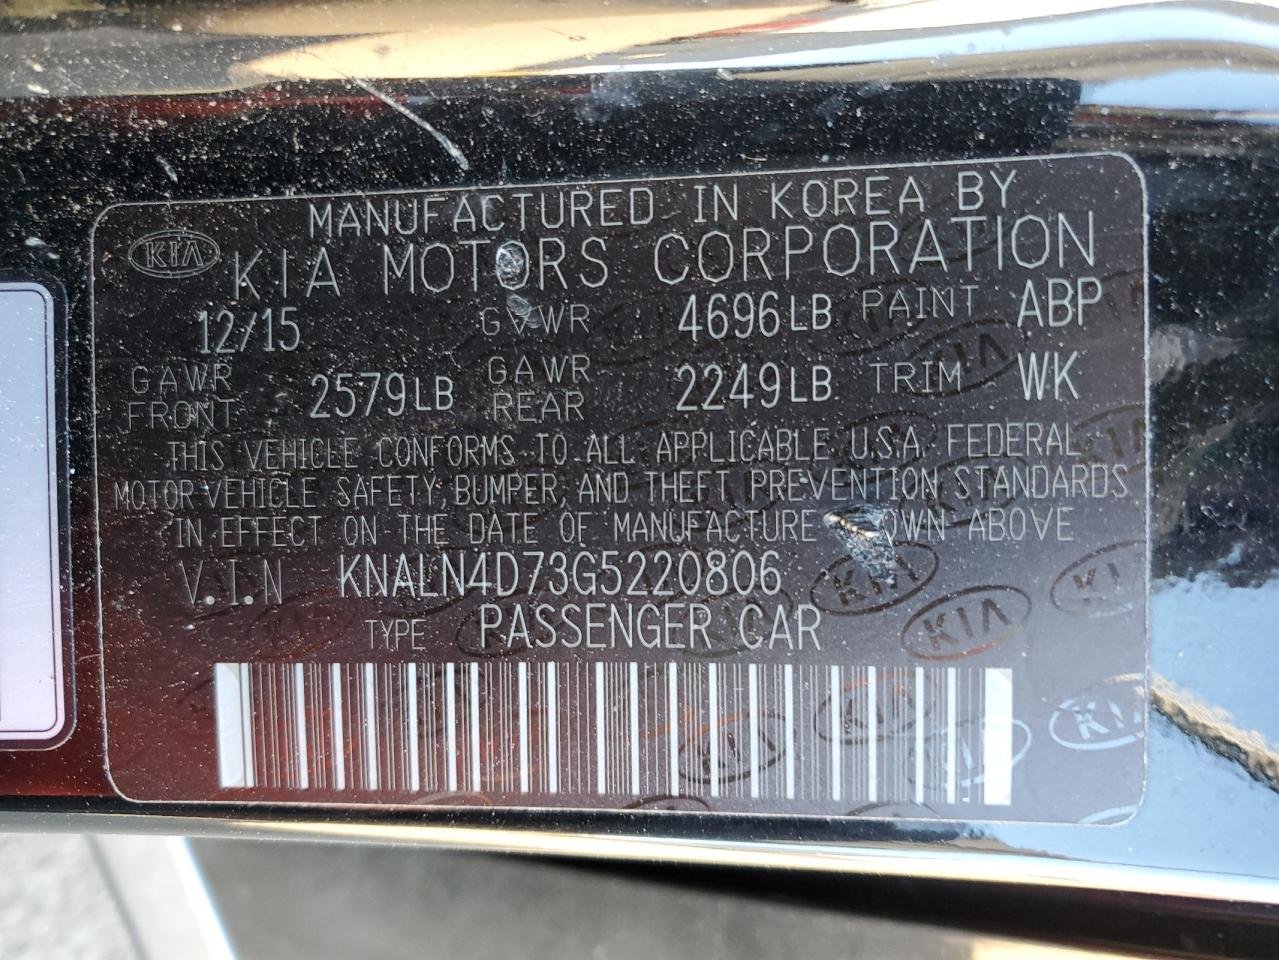 MANUFACTURED IN KOREA BY
KIA KIA MOTORS CORPORATION
12/15 GVWR 4696LB PAINT ABP
GAWR FRONT 2579LB GAWR REAR 2249LB TRIM WK
THIS VEHICLE CONFORMS TO ALL APPLICABLE U.S.A. FEDERAL
MOTOR VEHICLE SAFETY, BUMPER, AND THEFT PREVENTION STANDARDS
IN EFFECT ON THE DATE OF MANUFACTURE OWN ABOVE
V.I.N KNALN4D73G5220806
TYPE PASSENGER CAR